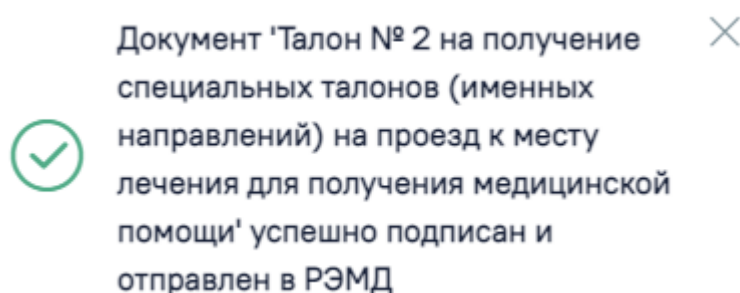 Документ 'Талон № 2 на получение
специальных талонов (именных
направлений) на проезд к месту
лечения для получения медицинской
помощи' успешно подписан и
отправлен в РЭМД